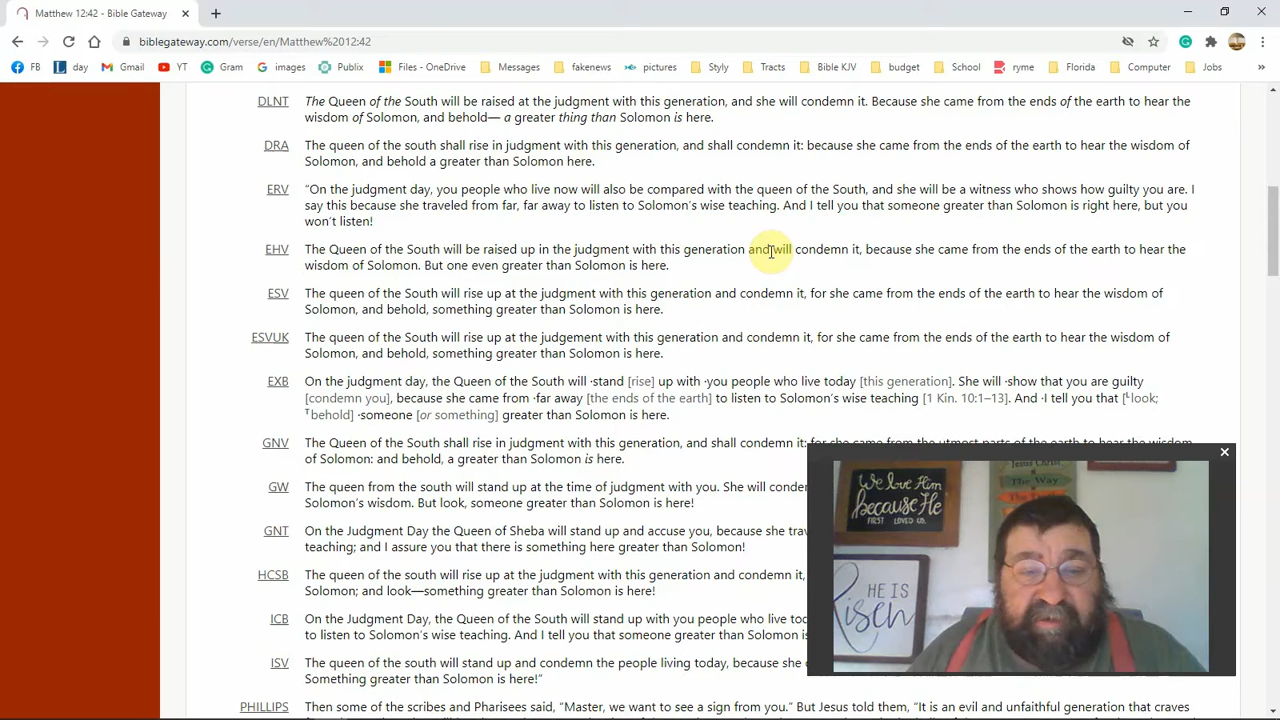 Matthew 12:42 - Bible Gateway
biblegateway.com/verse/en/Matthew%2012:42
FB day Gmail YT Gram images Publix Files - OneDrive Messages fakenews pictures Styly Tracts Bible KJV budget School ryme Florida Computer Jobs
DLNT The Queen of the South will be raised at the judgment with this generation, and she will condemn it. Because she came from the ends of the earth to hear the
wisdom of Solomon, and behold— a greater thing than Solomon is here.
DRA The queen of the south shall rise in judgment with this generation, and shall condemn it: because she came from the ends of the earth to hear the wisdom of
Solomon, and behold a greater than Solomon here.
ERV “On the judgment day, you people who live now will also be compared with the queen of the South, and she will be a witness who shows how guilty you are. I
say this because she traveled from far, far away to listen to Solomon’s wise teaching. And I tell you that someone greater than Solomon is right here, but you
won’t listen!
EHV The Queen of the South will be raised up in the judgment with this generation and will condemn it, because she came from the ends of the earth to hear the
wisdom of Solomon. But one even greater than Solomon is here.
ESV The queen of the South will rise up at the judgment with this generation and condemn it, for she came from the ends of the earth to hear the wisdom of
Solomon, and behold, something greater than Solomon is here.
ESVUK The queen of the South will rise up at the judgement with this generation and condemn it, for she came from the ends of the earth to hear the wisdom of
Solomon, and behold, something greater than Solomon is here.
EXB On the judgment day, the Queen of the South will ·stand [rise] up with ·you people who live today [this generation]. She will ·show that you are guilty
[condemn you], because she came from ·far away [the ends of the earth] to listen to Solomon’s wise teaching [1 Kin. 10:1–13]. And ·I tell you that [L look;
T behold] ·someone [or something] greater than Solomon is here.
GNV The Queen of the South shall rise in judgment with this generation, and shall condemn it: for she came from the utmost parts of the earth to hear the wisdom
of Solomon: and behold, a greater than Solomon is here.
GW The queen from the south will stand up at the time of judgment with you. She will
Solomon’s wisdom. But look, someone greater than Solomon is here!
GNT On the Judgment Day the Queen of Sheba will stand up and accuse you, because she
teaching; and I assure you that there is something here greater than Solomon!
HCSB The queen of the south will rise up at the judgment with this generation and condemn it,
Solomon; and look—something greater than Solomon is here!
ICB On the Judgment Day, the Queen of the South will stand up with you people who live
to listen to Solomon’s wise teaching. And I tell you that someone greater than Solomon is
ISV The queen of the south will stand up and condemn the people living today, because she
Something greater than Solomon is here!”
PHILLIPS Then some of the scribes and Pharisees said, “Master, we want to see a sign from you.” But Jesus told them, “It is an evil and unfaithful generation that craves
We love Him
because He
FIRST LOVED US.
Jesus Christ
The Way
HE IS
Risen